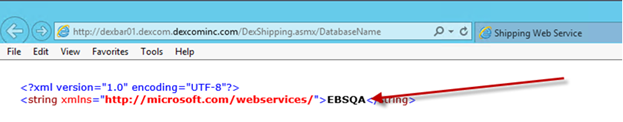 http://dexbar01.dexcom.dexcominc.com/DexShipping.asmx/DatabaseName
Shipping Web Service
File Edit View Favorites Tools Help
<?xml version="1.0" encoding="UTF-8"?>
<string xmlns="http://microsoft.com/webservices/">EBSQA</string>